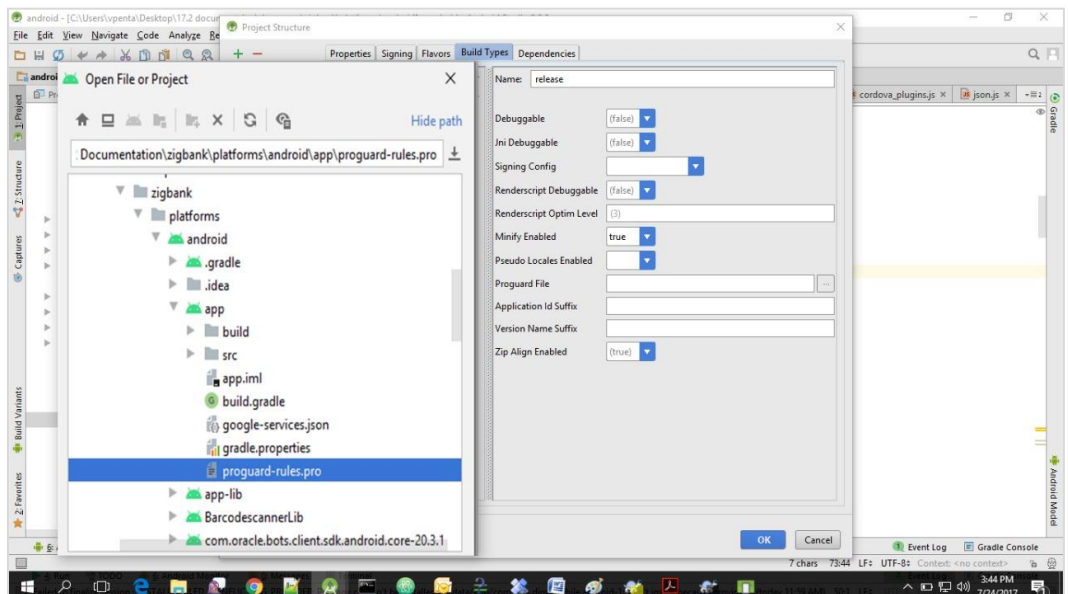 android - [C:\Users\vpenta\Desktop\17.2 docu
File Edit View Navigate Code Analyze Re
Project Structure
Properties Signing Flavors Build Types Dependencies
Open File or Project
Hide path
Documentation\zigbank\platforms\android\app\proguard-rules.pro
zigbank
platforms
android
.gradle
.idea
app
build
src
app.iml
build.gradle
google-services.json
gradle.properties
proguard-rules.pro
app-lib
BarcodescannerLib
com.oracle.bots.client.sdk.android.core-20.3.1
Name: release
Debuggable (false)
Jni Debuggable (false)
Signing Config
Renderscript Debuggable (false)
Renderscript Optim Level (3)
Minify Enabled true
Pseudo Locales Enabled
Proguard File
Application Id Suffix
Version Name Suffix
Zip Align Enabled (true)
OK Cancel
androi
1: Project
Z: Structure
Captures
Build Variants
2: Favorites
cordova_plugins.js json.js
Gradle
Android Model
Event Log Gradle Console
7 chars 73:44 LF÷ UTF-8÷ Context: <no context>
3:44 PM
7/24/2017